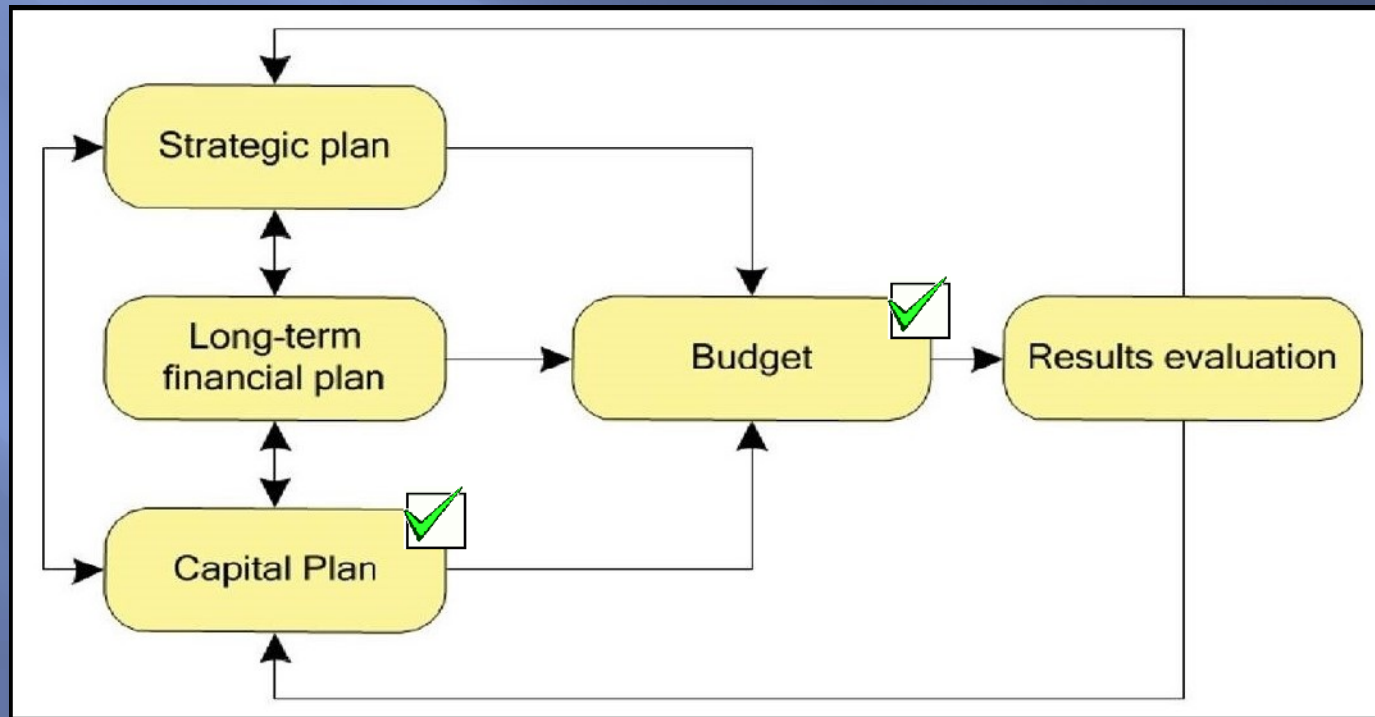 Strategic plan
Long-term
financial plan
Budget
Results evaluation
Capital Plan